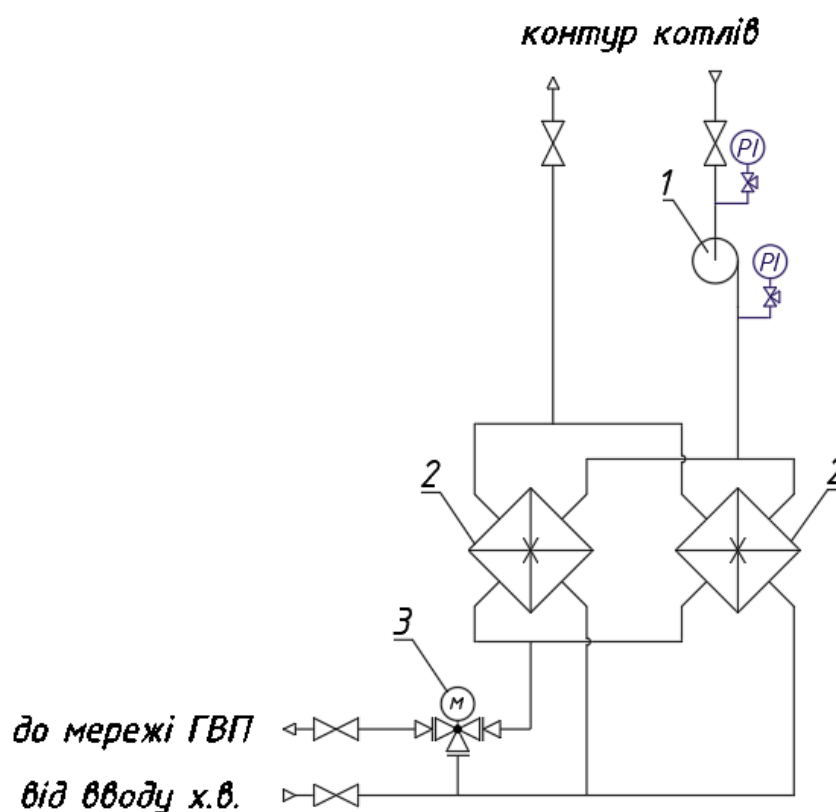 контур котлів
PI
1
PI
2
2
3
M
до мережі ГВП
від вводу х.в.